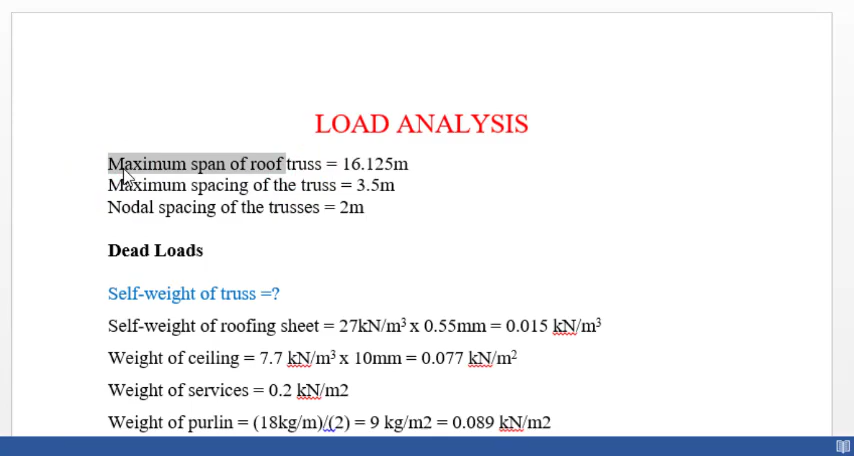 LOAD ANALYSIS
Maximum span of roof truss = 16.125m
Maximum spacing of the truss = 3.5m
Nodal spacing of the trusses = 2m
Dead Loads
Self-weight of truss =?
Self-weight of roofing sheet = 27kN/m³ x 0.55mm = 0.015 kN/m³
Weight of ceiling = 7.7 kN/m³ x 10mm = 0.077 kN/m²
Weight of services = 0.2 kN/m2
Weight of purlin = (18kg/m)/(2) = 9 kg/m2 = 0.089 kN/m2